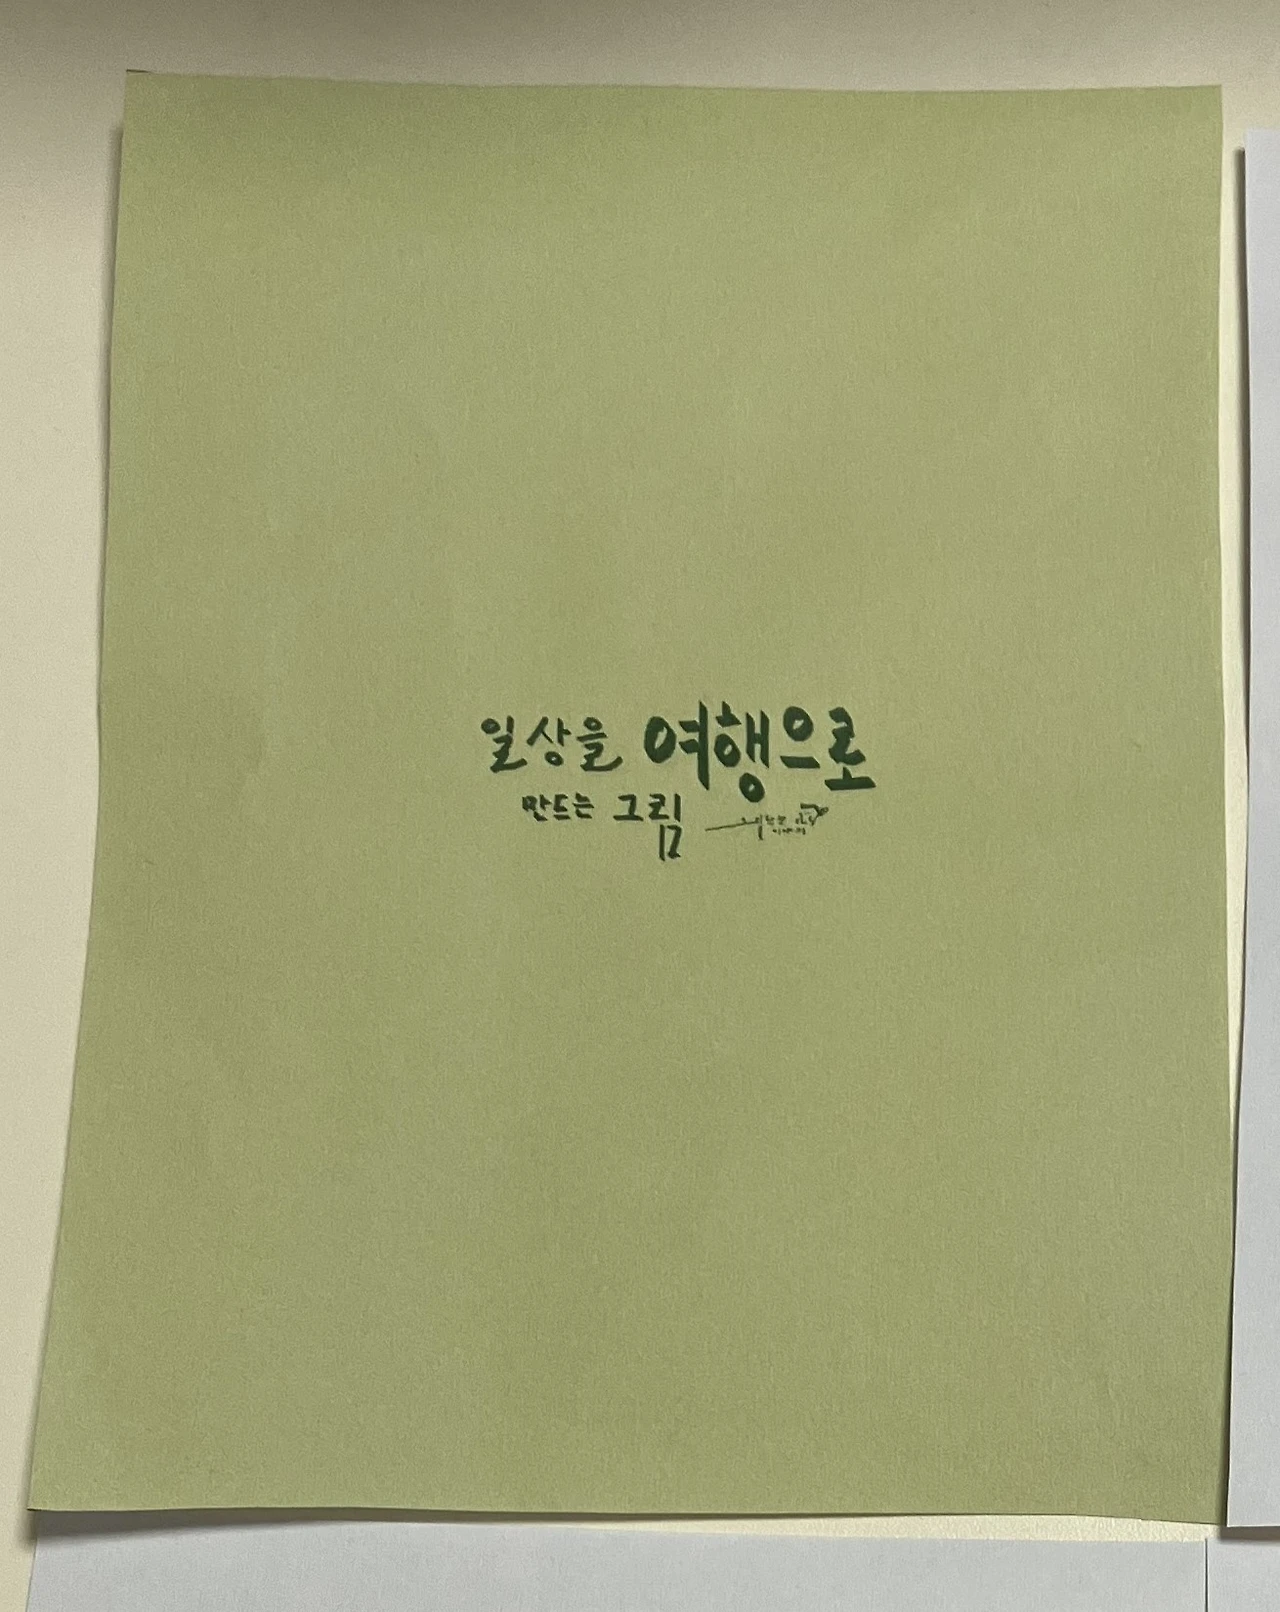 일상을 여행으로
만드는 그림